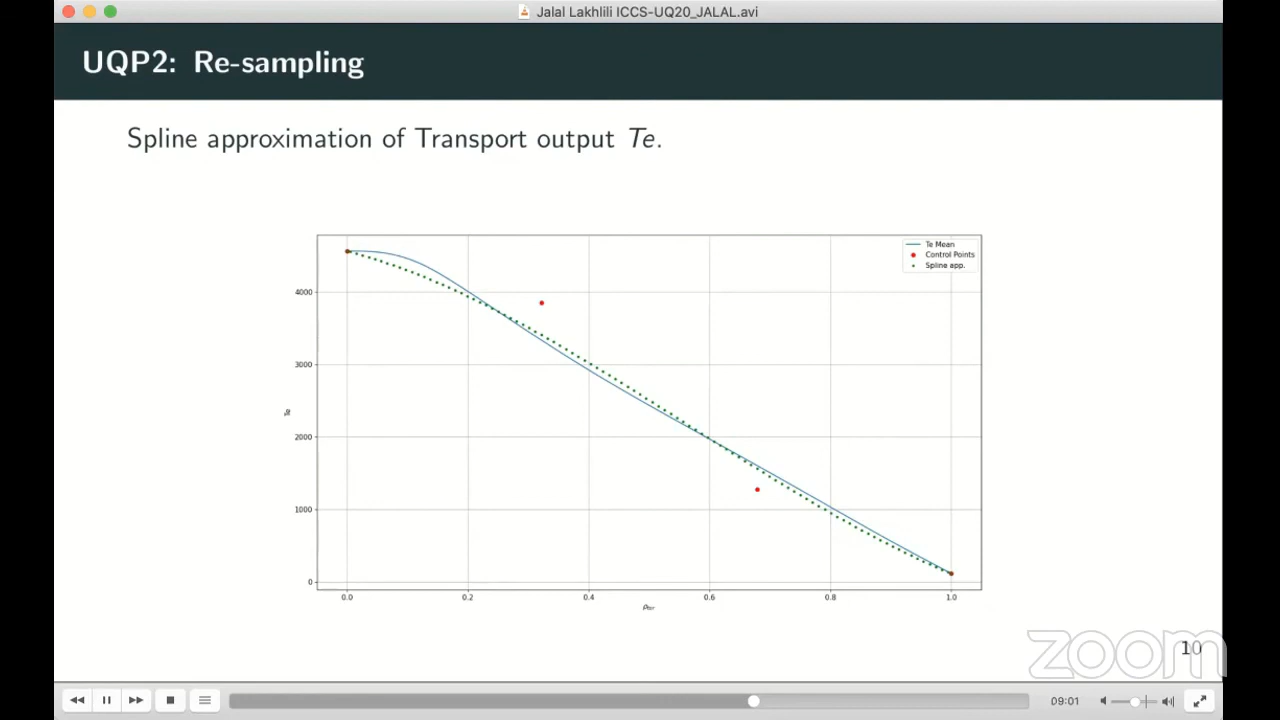 Jalal Lakhlili ICCS-UQ20_JALAL.avi
UQP2: Re-sampling
Spline approximation of Transport output Te.
Te Mean
Control Points
Spline app.
4000
3000
2000
1000
0
Te
0.0 0.2 0.4 0.6 0.8 1.0
ρtor
zoom
10
09:01